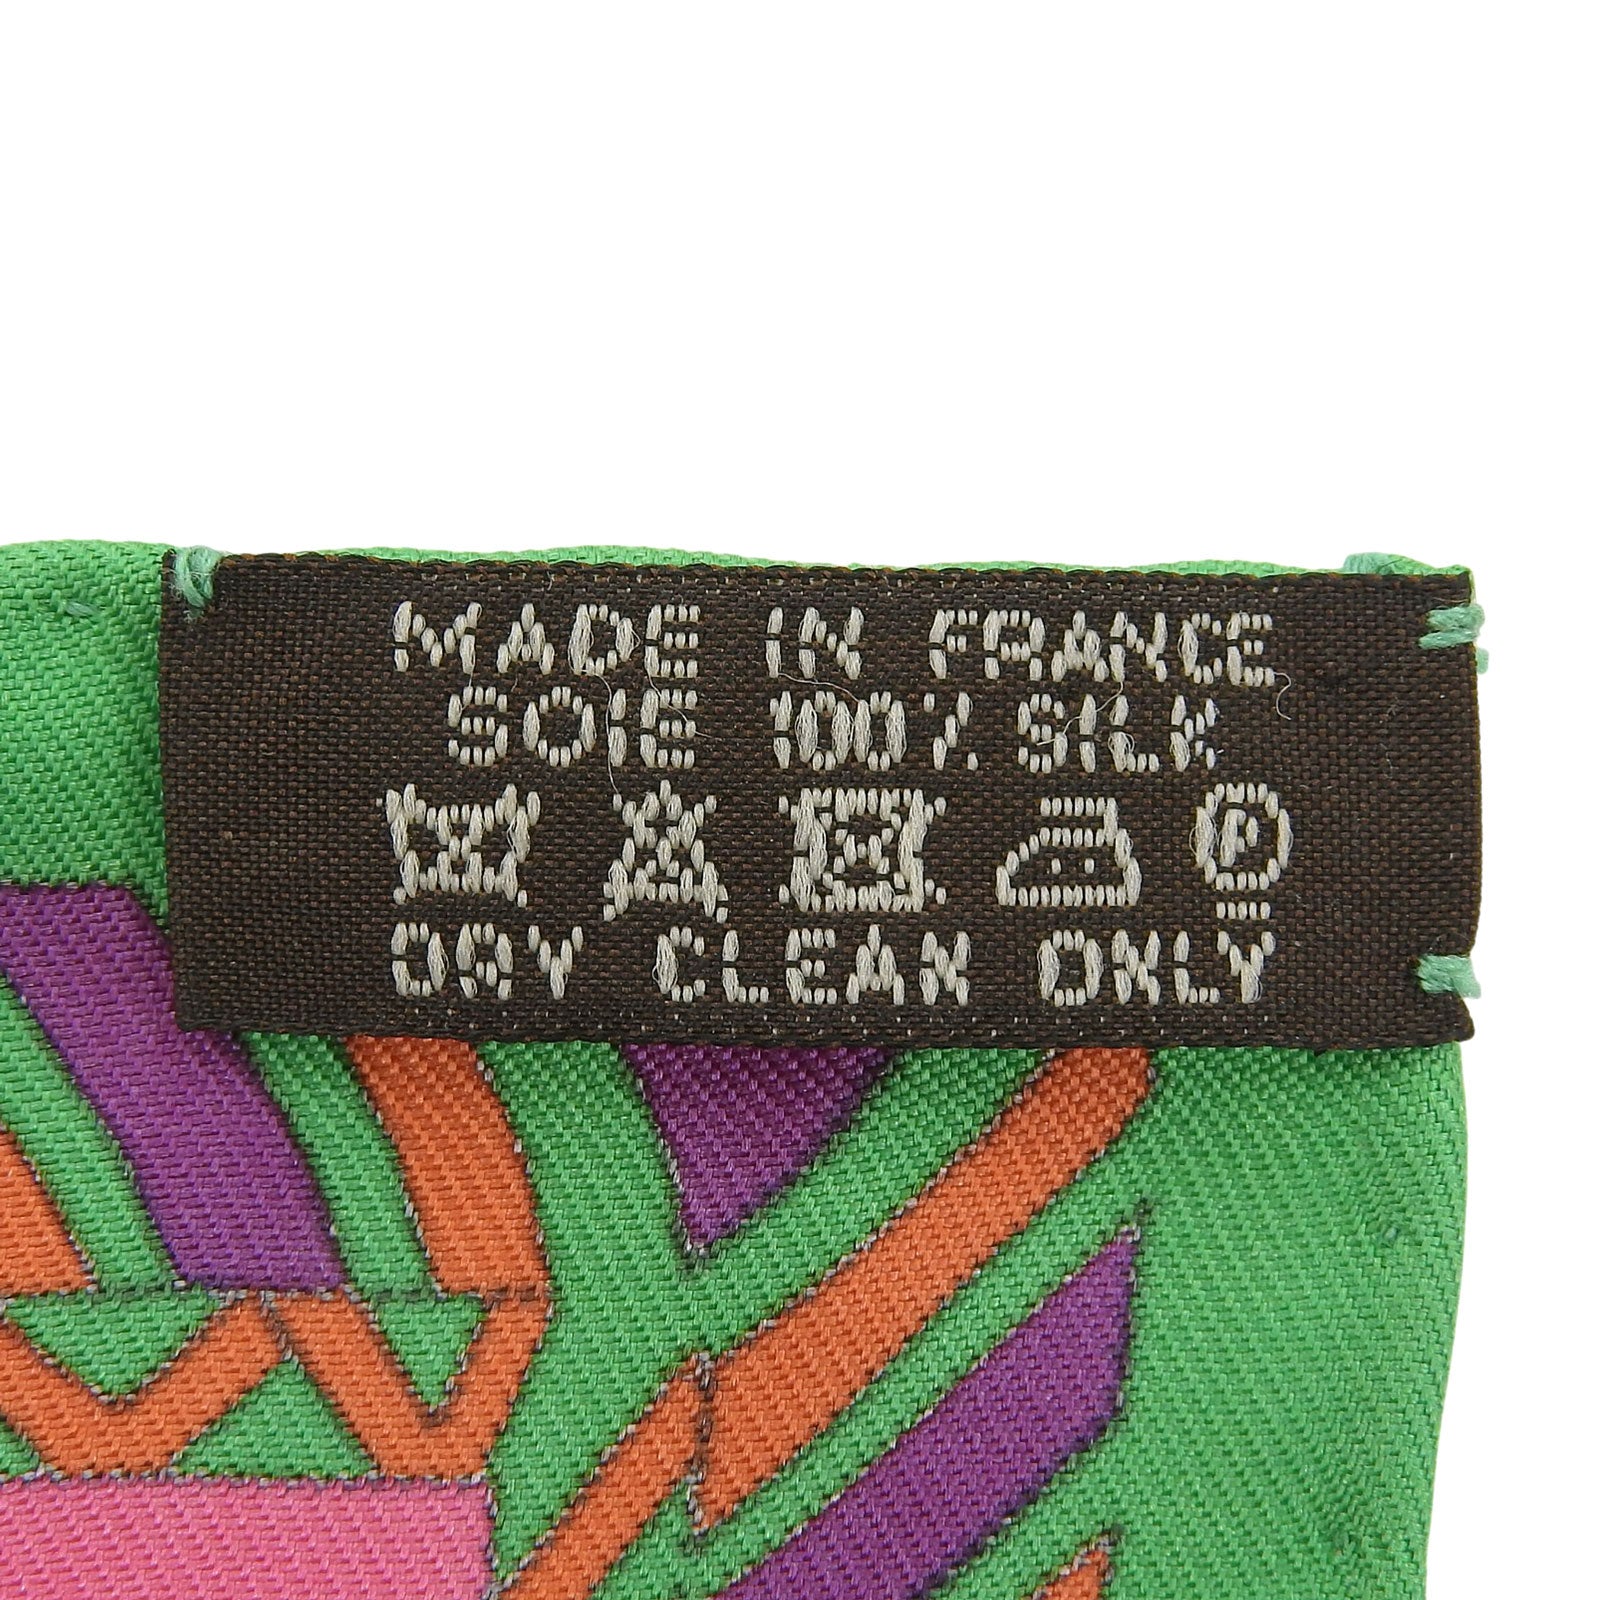 MADE IN FRANCE
SOIE 100% SILK
P
DRY CLEAN ONLY